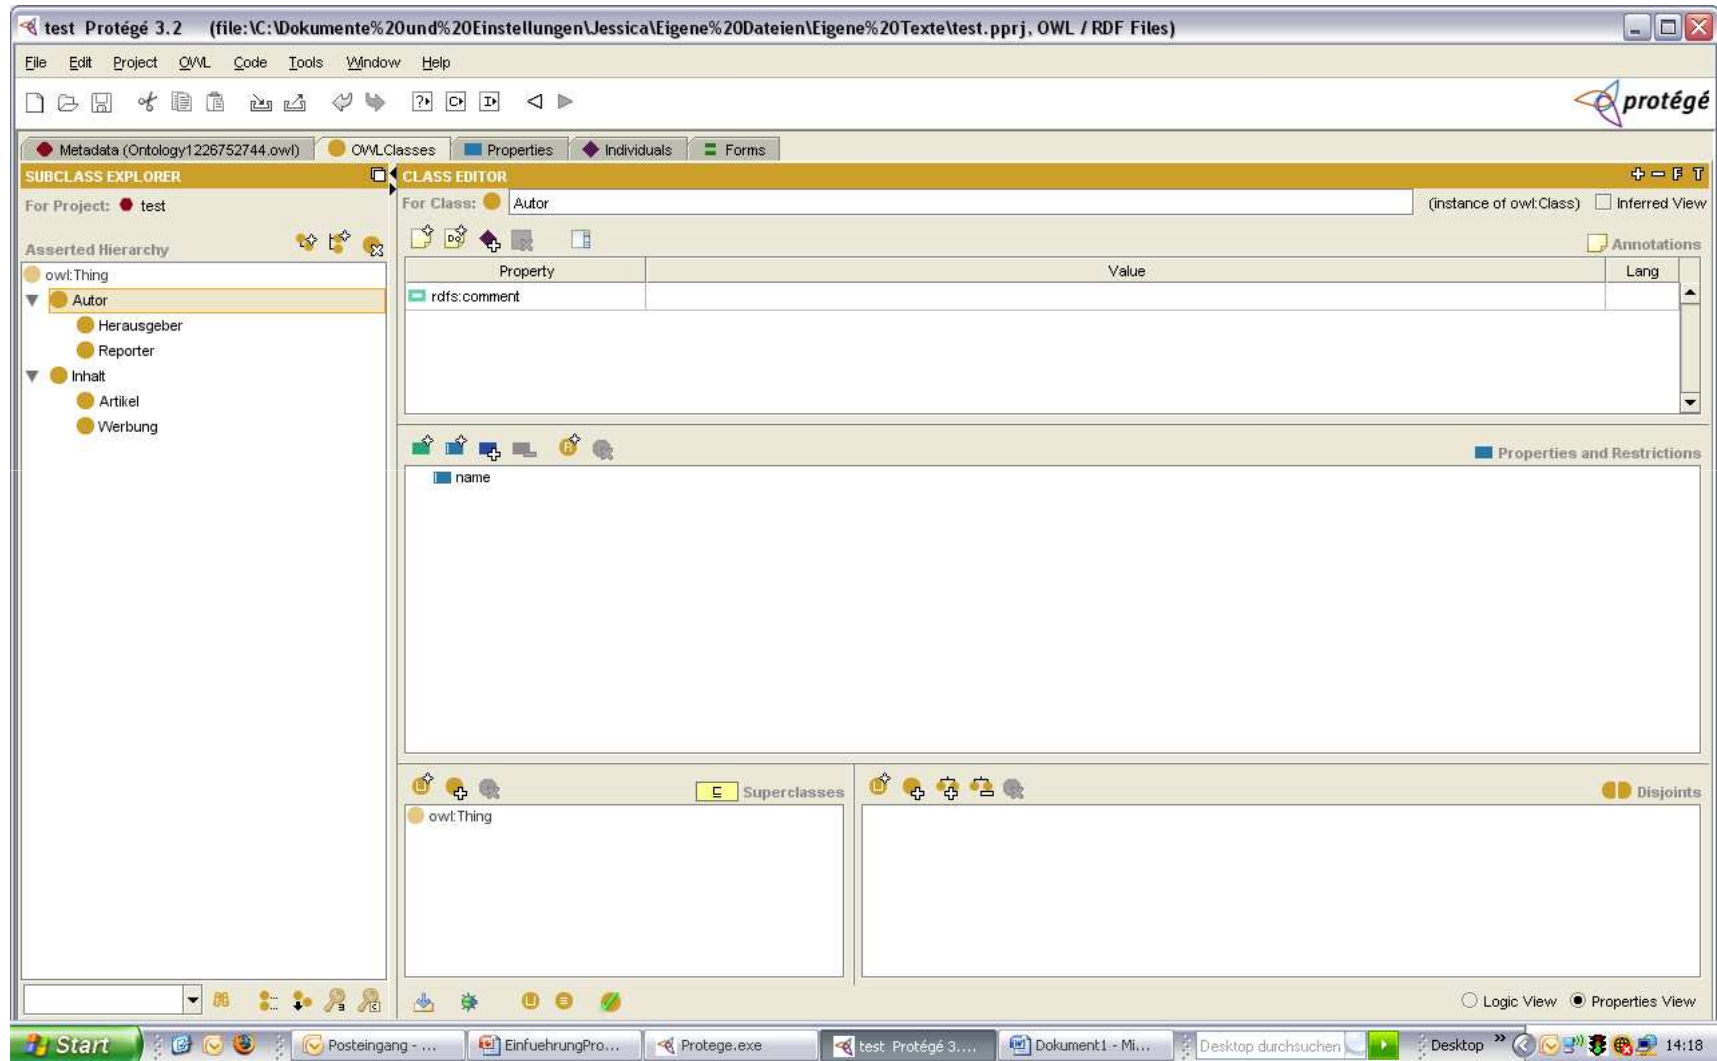 test Protégé 3.2 (file:\C:\Dokumente%20und%20Einstellungen\Jessica\Eigene%20Dateien\Eigene%20Texte\test.pprj, OWL / RDF Files)
File Edit Project OWL Code Tools Window Help
protégé
Metadata (Ontology1226752744.owl) OWLClasses Properties Individuals Forms
SUBCLASS EXPLORER
CLASS EDITOR
F T
For Project: test
For Class: Autor (instance of owl:Class) Inferred View
Asserted Hierarchy
Annotations
owl:Thing
Autor
Herausgeber
Reporter
Inhalt
Artikel
Werbung
Property Value Lang
rdfs:comment
Properties and Restrictions
name
Superclasses
owl:Thing
Disjoints
Logic View Properties View
Start Posteingang - ... EinfuehrungPro... Protege.exe test Protégé 3.... Dokument1 - Mi... Desktop durchsuchen Desktop » 14:18